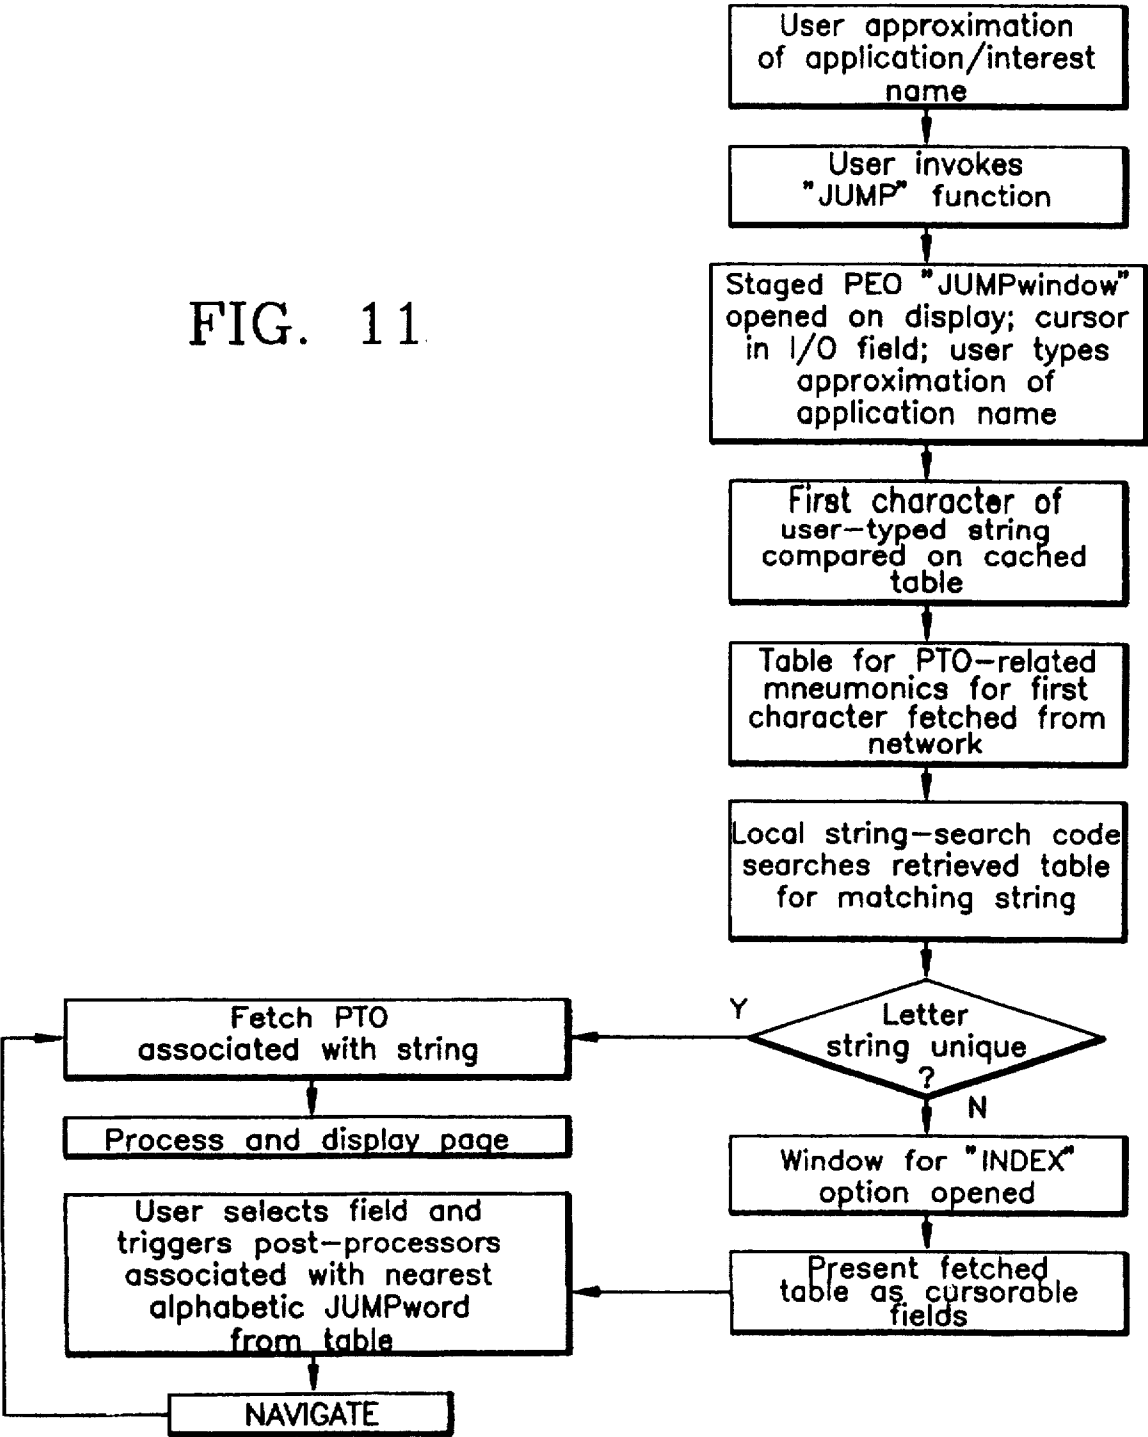 User approximation
of application/interest
name
User invokes
"JUMP" function
FIG. 11
Staged PEO "JUMPwindow"
opened on display; cursor
in I/O field; user types
approximation of
application name
First character of
user-typed string
compared on cached
table
Table for PTO-related
mneumonics for first
character fetched from
network
Local string-search code
searches retrieved table
for matching string
Letter
string unique
?
Y
N
Fetch PTO
associated with string
Process and display page
Window for "INDEX"
option opened
Present fetched
table as cursorable
fields
User selects field and
triggers post-processors
associated with nearest
alphabetic JUMPword
from table
NAVIGATE